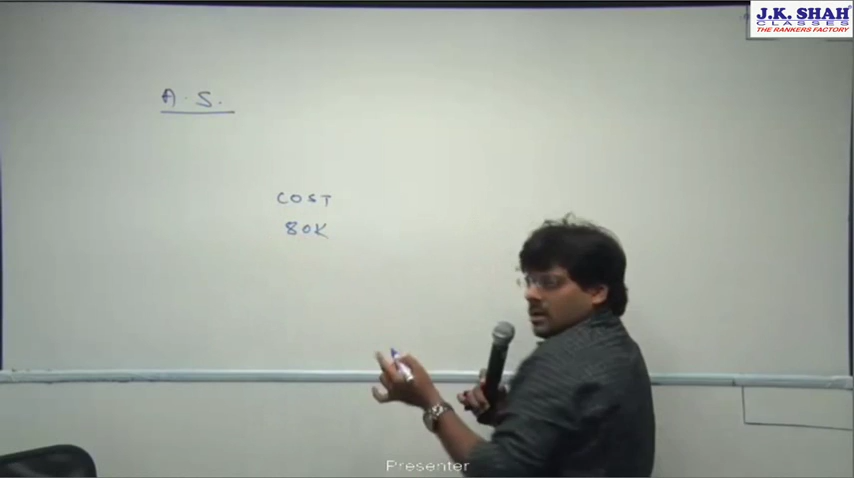 J.K. SHAH®
CLASSES
THE RANKERS FACTORY
A.S.
COST
80K
Presenter